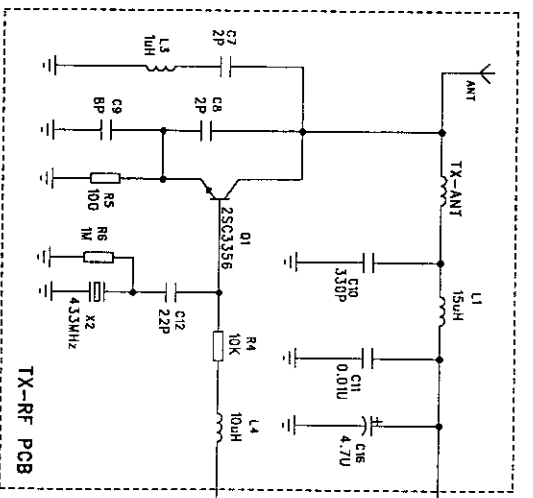 C7
2P
L3
1uH
ANT
C8
2P
C9
8P
TX-ANT
R5
100
Q1
2SC3356
R6
1M
C12
22P
X2
433MHz
C10
330P
L1
15uH
R4
10K
C11
0.01U
L4
10uH
C16
4.7U
TX-RF PCB